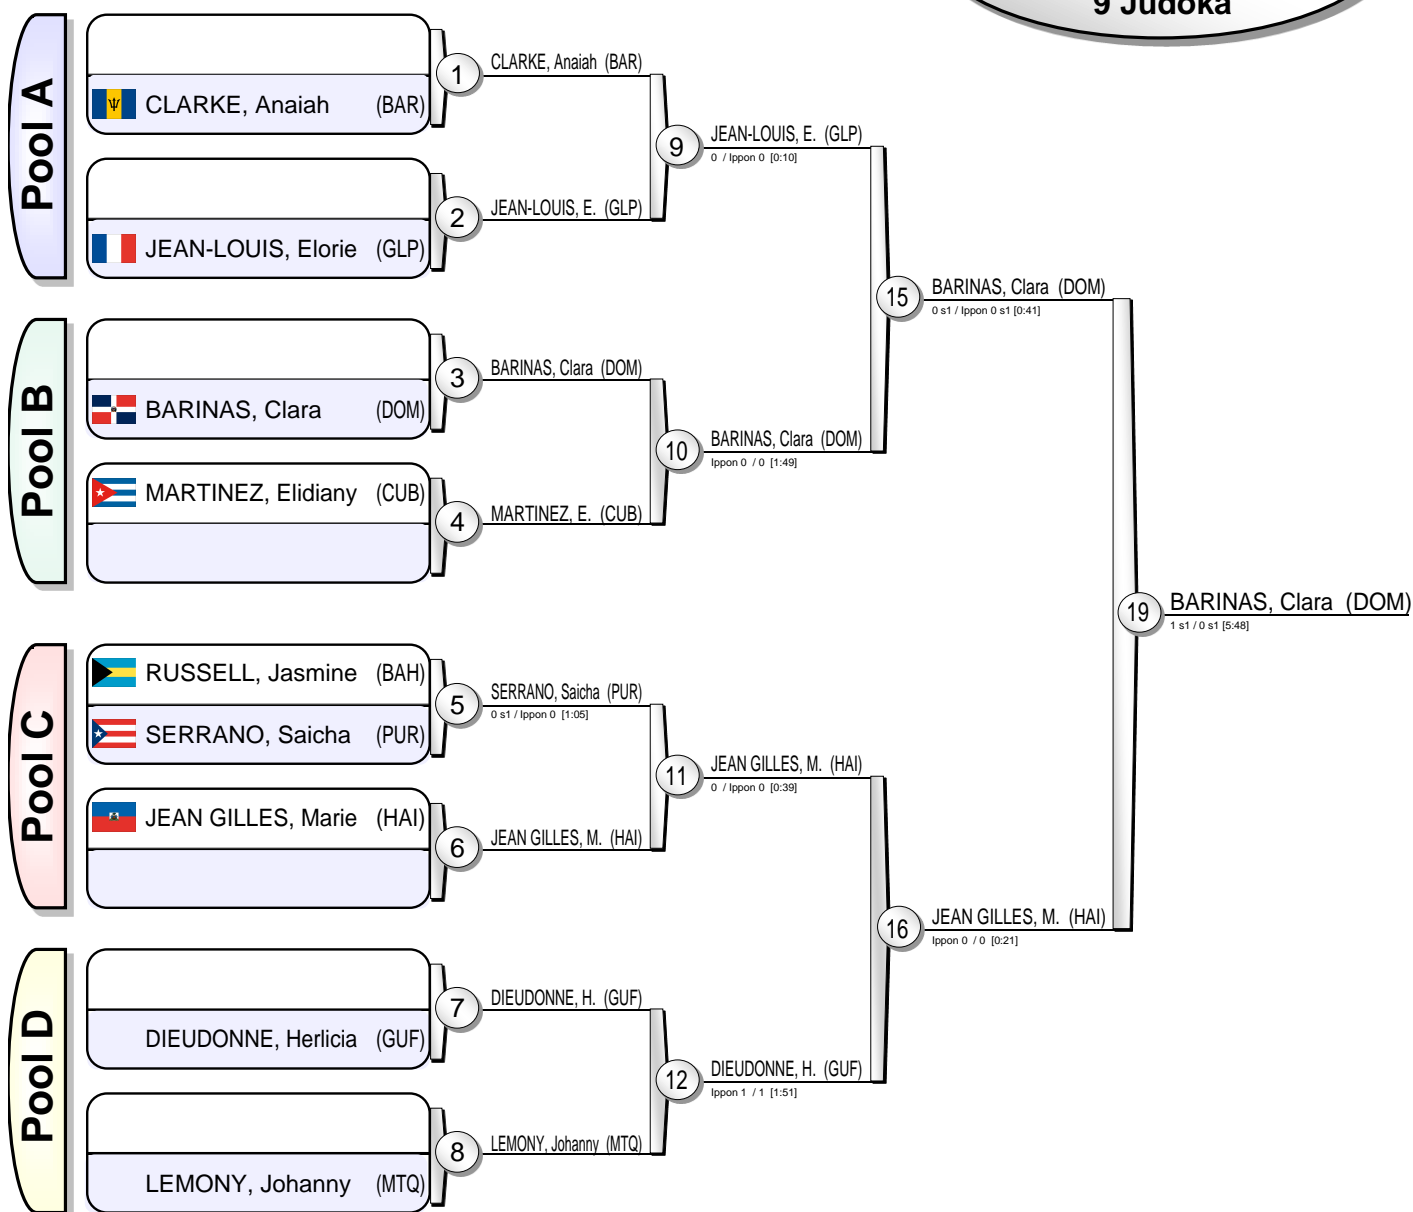 9 Judoka
Pool A
CLARKE, Anaiah (BAR)
JEAN-LOUIS, Elorie (GLP)
1
CLARKE, Anaiah (BAR)
2
JEAN-LOUIS, E. (GLP)
9
JEAN-LOUIS, E. (GLP)
0 / Ippon 0 [0:10]
Pool B
BARINAS, Clara (DOM)
MARTINEZ, Elidiany (CUB)
3
BARINAS, Clara (DOM)
4
MARTINEZ, E. (CUB)
10
BARINAS, Clara (DOM)
Ippon 0 / 0 [1:49]
15
BARINAS, Clara (DOM)
0 s1 / Ippon 0 s1 [0:41]
Pool C
RUSSELL, Jasmine (BAH)
SERRANO, Saicha (PUR)
JEAN GILLES, Marie (HAI)
5
SERRANO, Saicha (PUR)
0 s1 / Ippon 0 [1:05]
6
JEAN GILLES, M. (HAI)
11
JEAN GILLES, M. (HAI)
0 / Ippon 0 [0:39]
Pool D
DIEUDONNE, Herlicia (GUF)
LEMONY, Johanny (MTQ)
7
DIEUDONNE, H. (GUF)
8
LEMONY, Johanny (MTQ)
12
DIEUDONNE, H. (GUF)
Ippon 1 / 1 [1:51]
16
JEAN GILLES, M. (HAI)
Ippon 0 / 0 [0:21]
19
BARINAS, Clara (DOM)
1 s1 / 0 s1 [5:48]